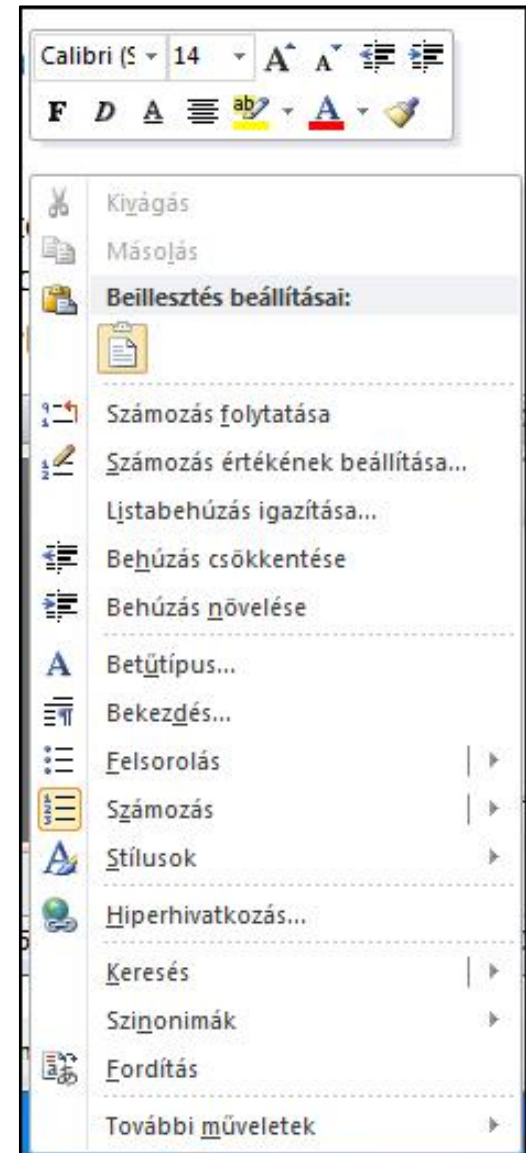 Calibri (S 14 A A
F D A ab A
Kivágás
Másolás
Beillesztés beállításai:
Számozás folytatása
Számozás értékének beállítása...
Listabehúzás igazítása...
Behúzás csökkentése
Behúzás növelése
Betűtípus...
Bekezdés...
Felsorolás
Számozás
Stílusok
Hiperhivatkozás...
Keresés
Szinonimák
Fordítás
További műveletek